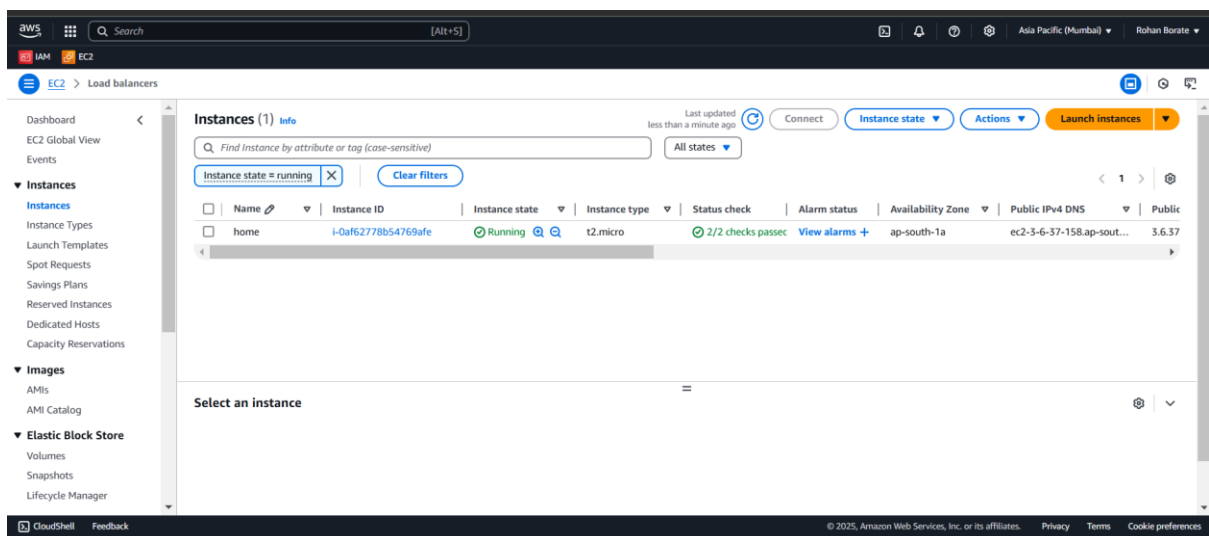 aws Search [Alt+S] Asia Pacific (Mumbai) Rohan Borate
IAM EC2
EC2 > Load balancers
Dashboard
EC2 Global View
Events
Instances
Instances
Instance Types
Launch Templates
Spot Requests
Savings Plans
Reserved Instances
Dedicated Hosts
Capacity Reservations
Images
AMIs
AMI Catalog
Elastic Block Store
Volumes
Snapshots
Lifecycle Manager
Instances (1) Info
Last updated
less than a minute ago
Connect Instance state Actions Launch instances
Find Instance by attribute or tag (case-sensitive) All states
Instance state = running Clear filters
1
Name Instance ID Instance state Instance type Status check Alarm status Availability Zone Public IPv4 DNS Public
home i-0af62778b54769afe Running t2.micro 2/2 checks passec View alarms + ap-south-1a ec2-3-6-37-158.ap-sout... 3.6.37
Select an instance
CloudShell Feedback © 2025, Amazon Web Services, Inc. or its affiliates. Privacy Terms Cookie preferences